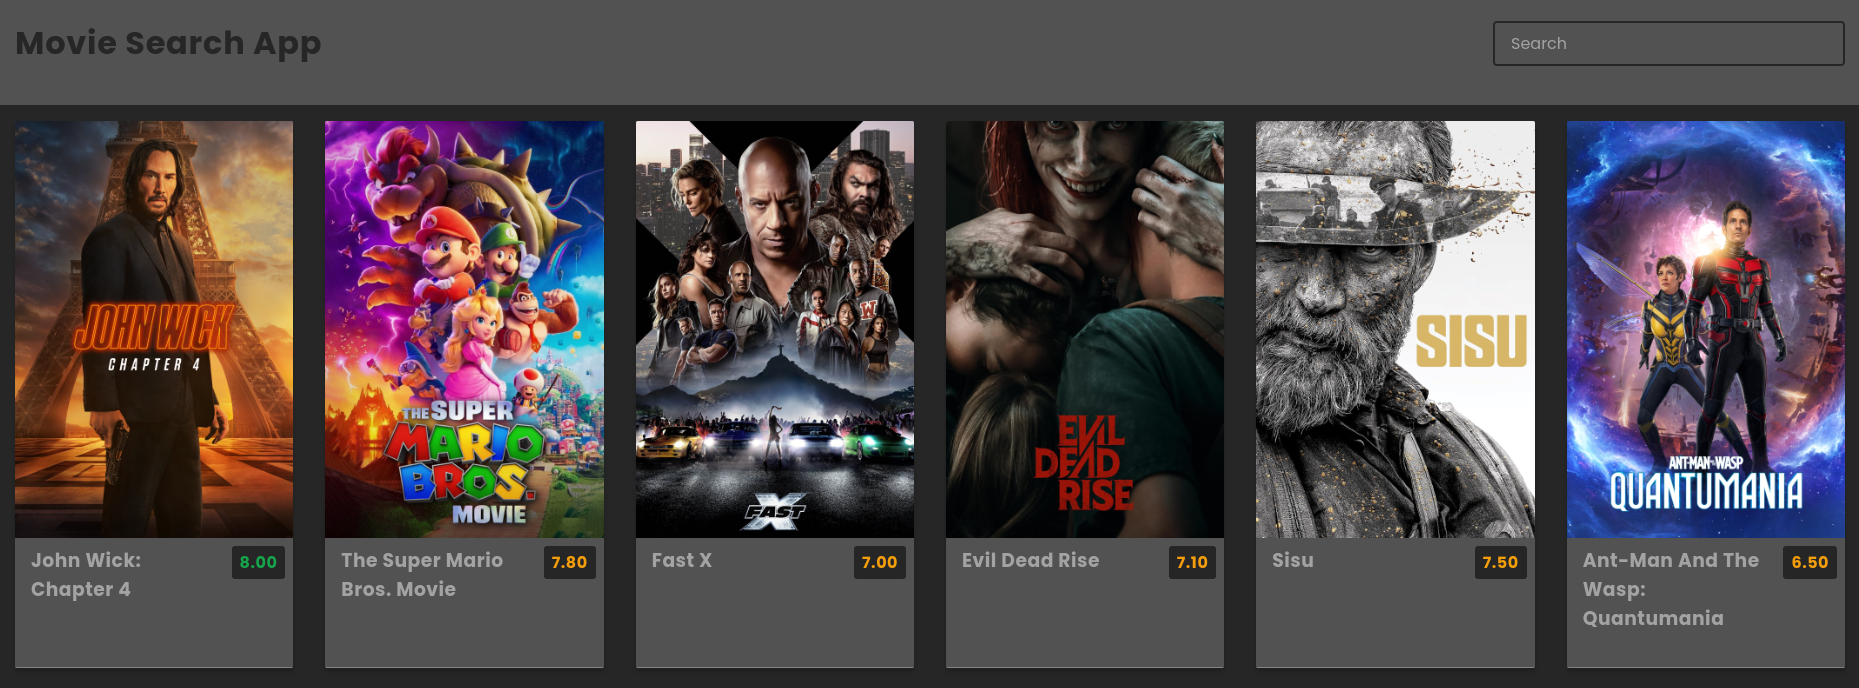 Movie Search App
Search
JOHN WICK
CHAPTER 4
THE SUPER
MARIO
BROS.
MOVIE
FAST
X
EVIL
DEAD
RISE
SISU
ANT-MAN AND THE WASP
QUANTUMANIA
John Wick:
Chapter 4
8.00
The Super Mario
Bros. Movie
7.80
Fast X
7.00
Evil Dead Rise
7.10
Sisu
7.50
Ant-Man And The
Wasp:
Quantumania
6.50